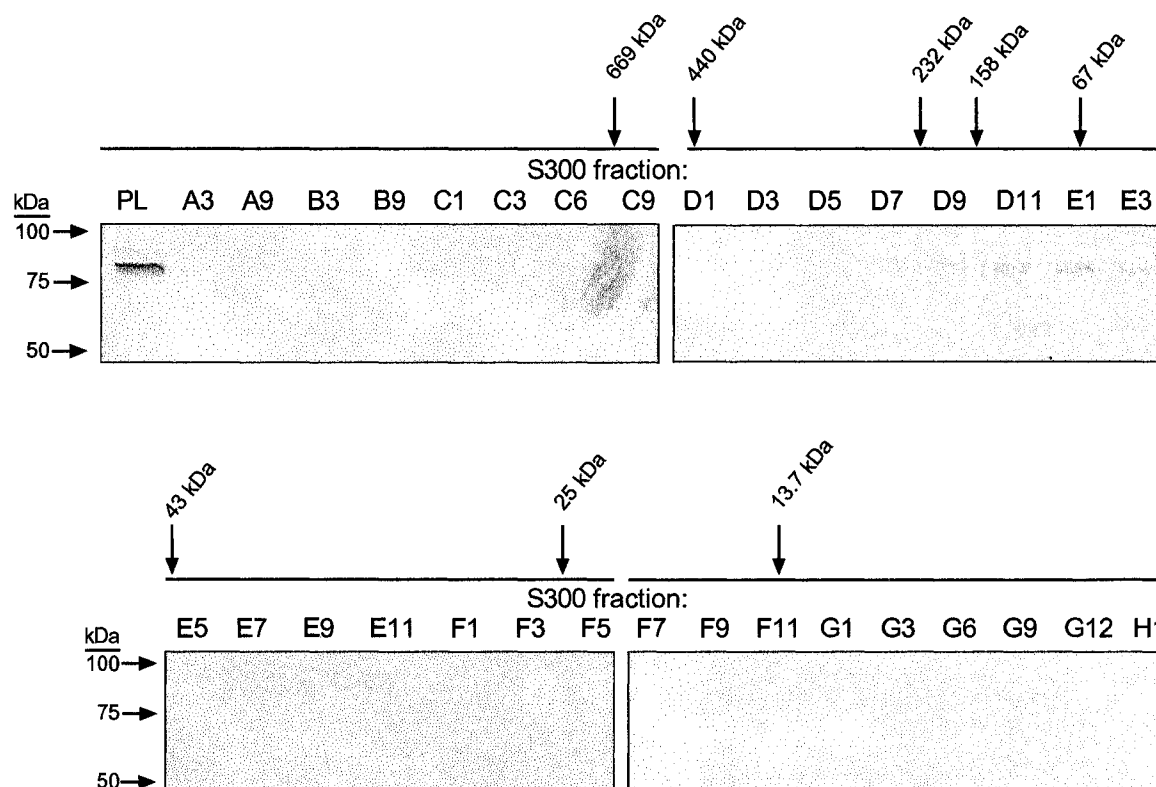 669 kDa 440 kDa 232 kDa 158 kDa 67 kDa
S300 fraction:
kDa PL A3 A9 B3 B9 C1 C3 C6 C9 D1 D3 D5 D7 D9 D11 E1 E3
100
75
50
43 kDa 25 kDa 13.7 kDa
S300 fraction:
kDa E5 E7 E9 E11 F1 F3 F5 F7 F9 F11 G1 G3 G6 G9 G12
100
75
50